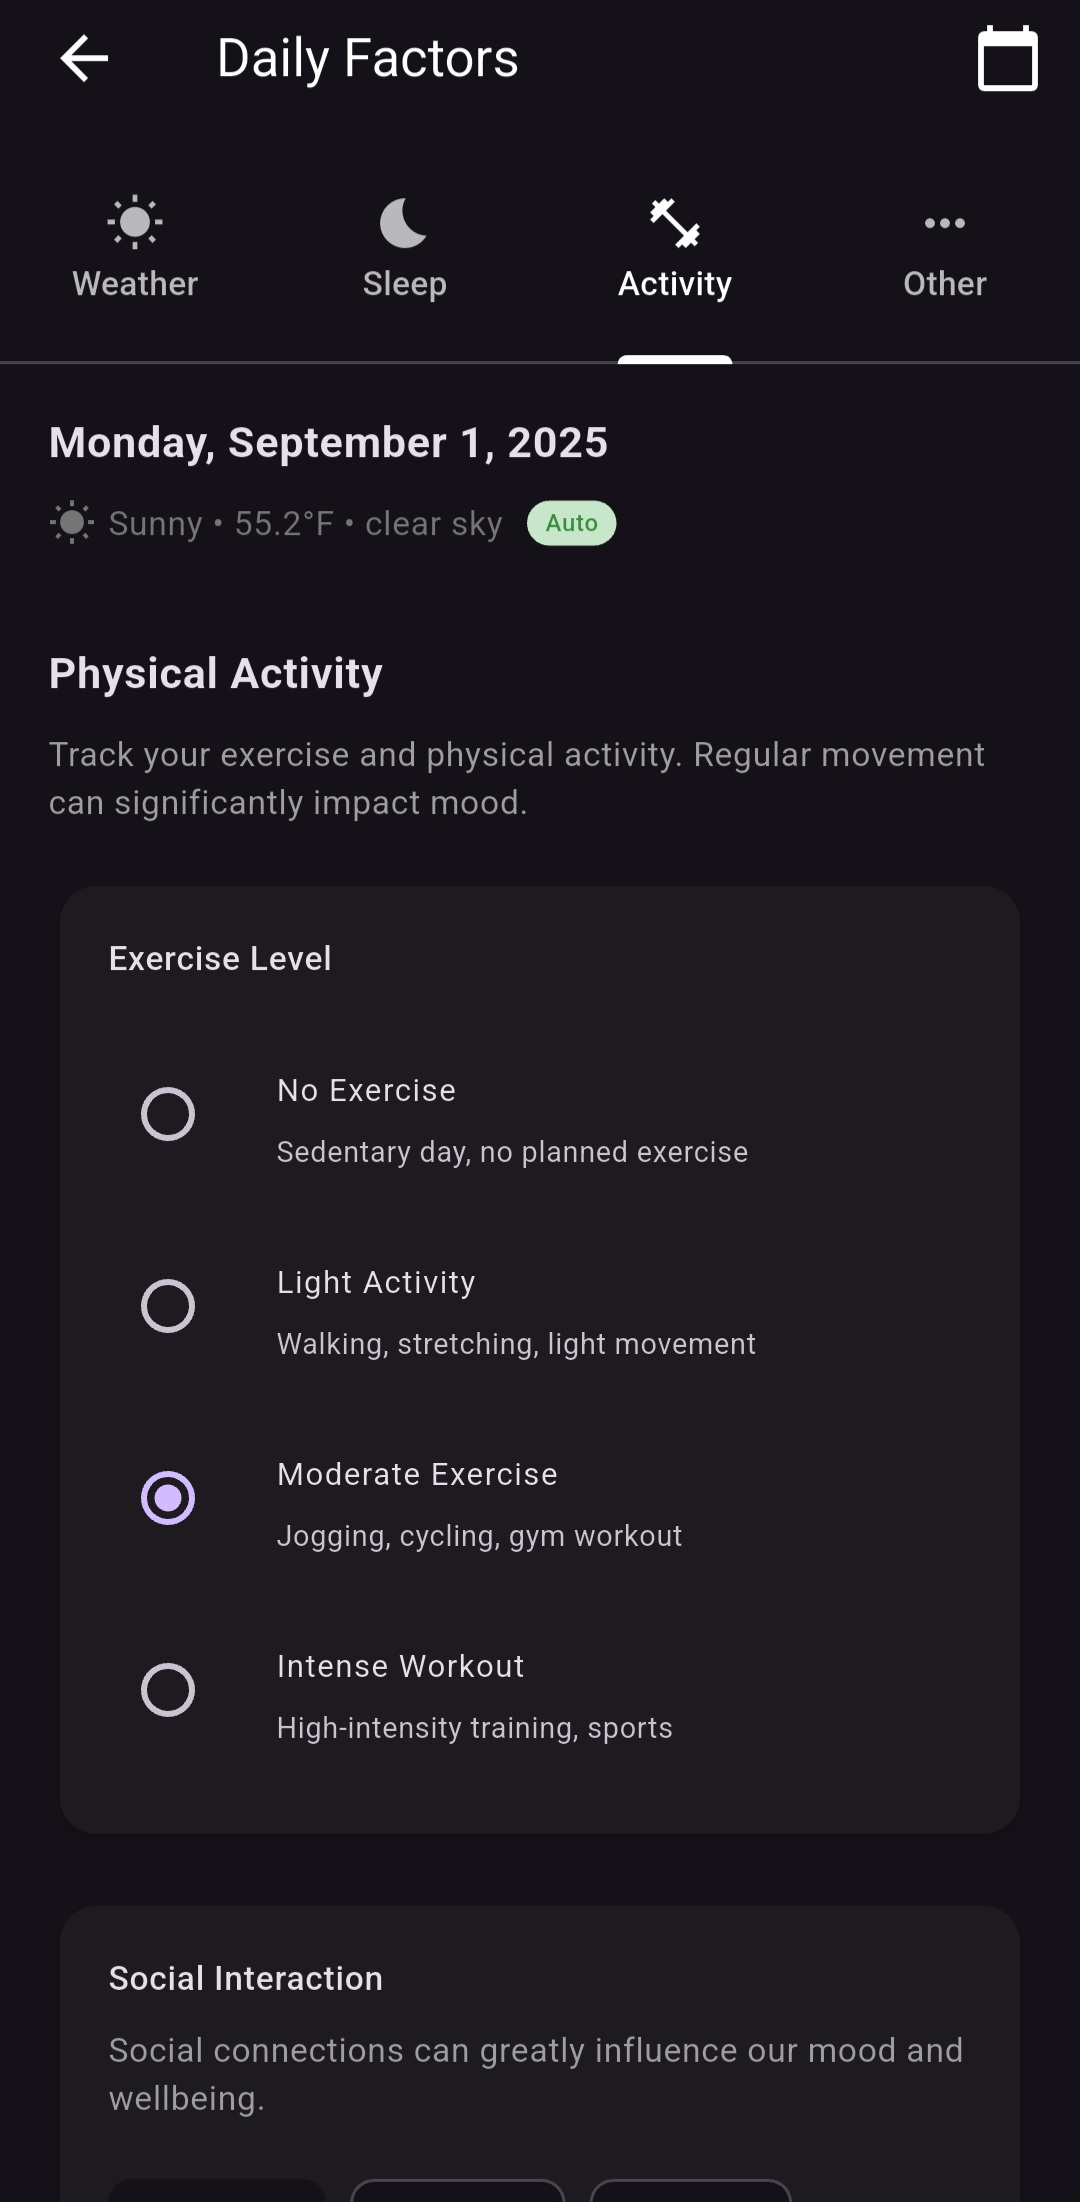 Daily Factors
Weather
Sleep
Activity
Other
Monday, September 1, 2025
Sunny • 55.2°F • clear sky Auto
Physical Activity
Track your exercise and physical activity. Regular movement
can significantly impact mood.
Exercise Level
No Exercise
Sedentary day, no planned exercise
Light Activity
Walking, stretching, light movement
Moderate Exercise
Jogging, cycling, gym workout
Intense Workout
High-intensity training, sports
Social Interaction
Social connections can greatly influence our mood and
wellbeing.